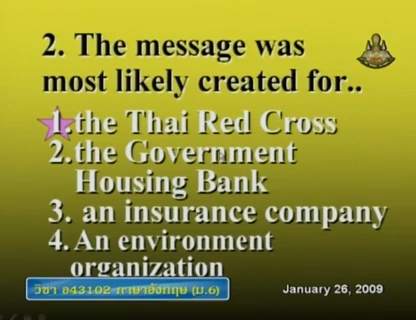 2. The message was
most likely created for..
1. the Thai Red Cross
2. the Government
Housing Bank
3. an insurance company
4. An environment
organization
วิชา อ43102 ภาษาอังกฤษ (ม.6)
January 26, 2009